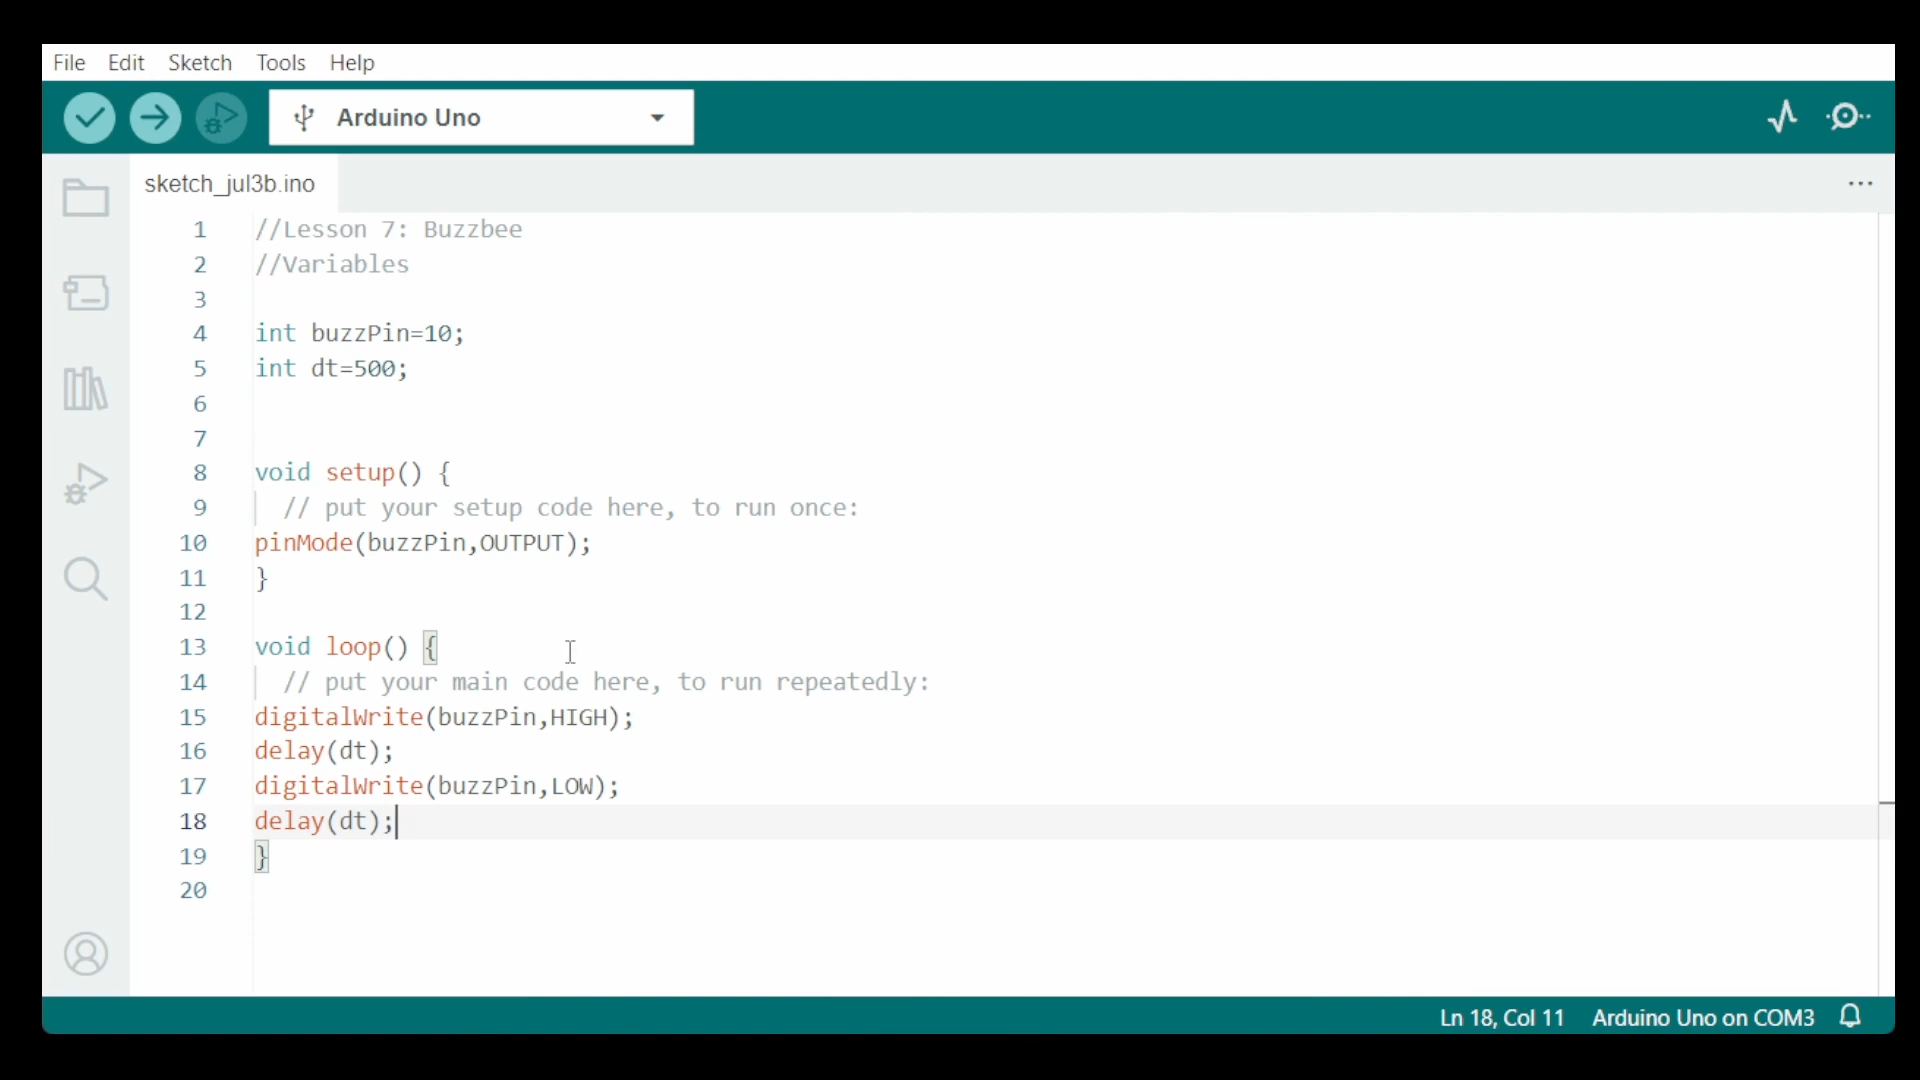 File Edit Sketch Tools Help
Arduino Uno
sketch_jul3b.ino
1 //Lesson 7: Buzzbee
2 //Variables
3
4 int buzzPin=10;
5 int dt=500;
6
7
8 void setup() {
9 // put your setup code here, to run once:
10 pinMode(buzzPin,OUTPUT);
11 }
12
13 void loop() {
14 // put your main code here, to run repeatedly:
15 digitalWrite(buzzPin,HIGH);
16 delay(dt);
17 digitalWrite(buzzPin,LOW);
18 delay(dt);
19 }
20
Ln 18, Col 11 Arduino Uno on COM3